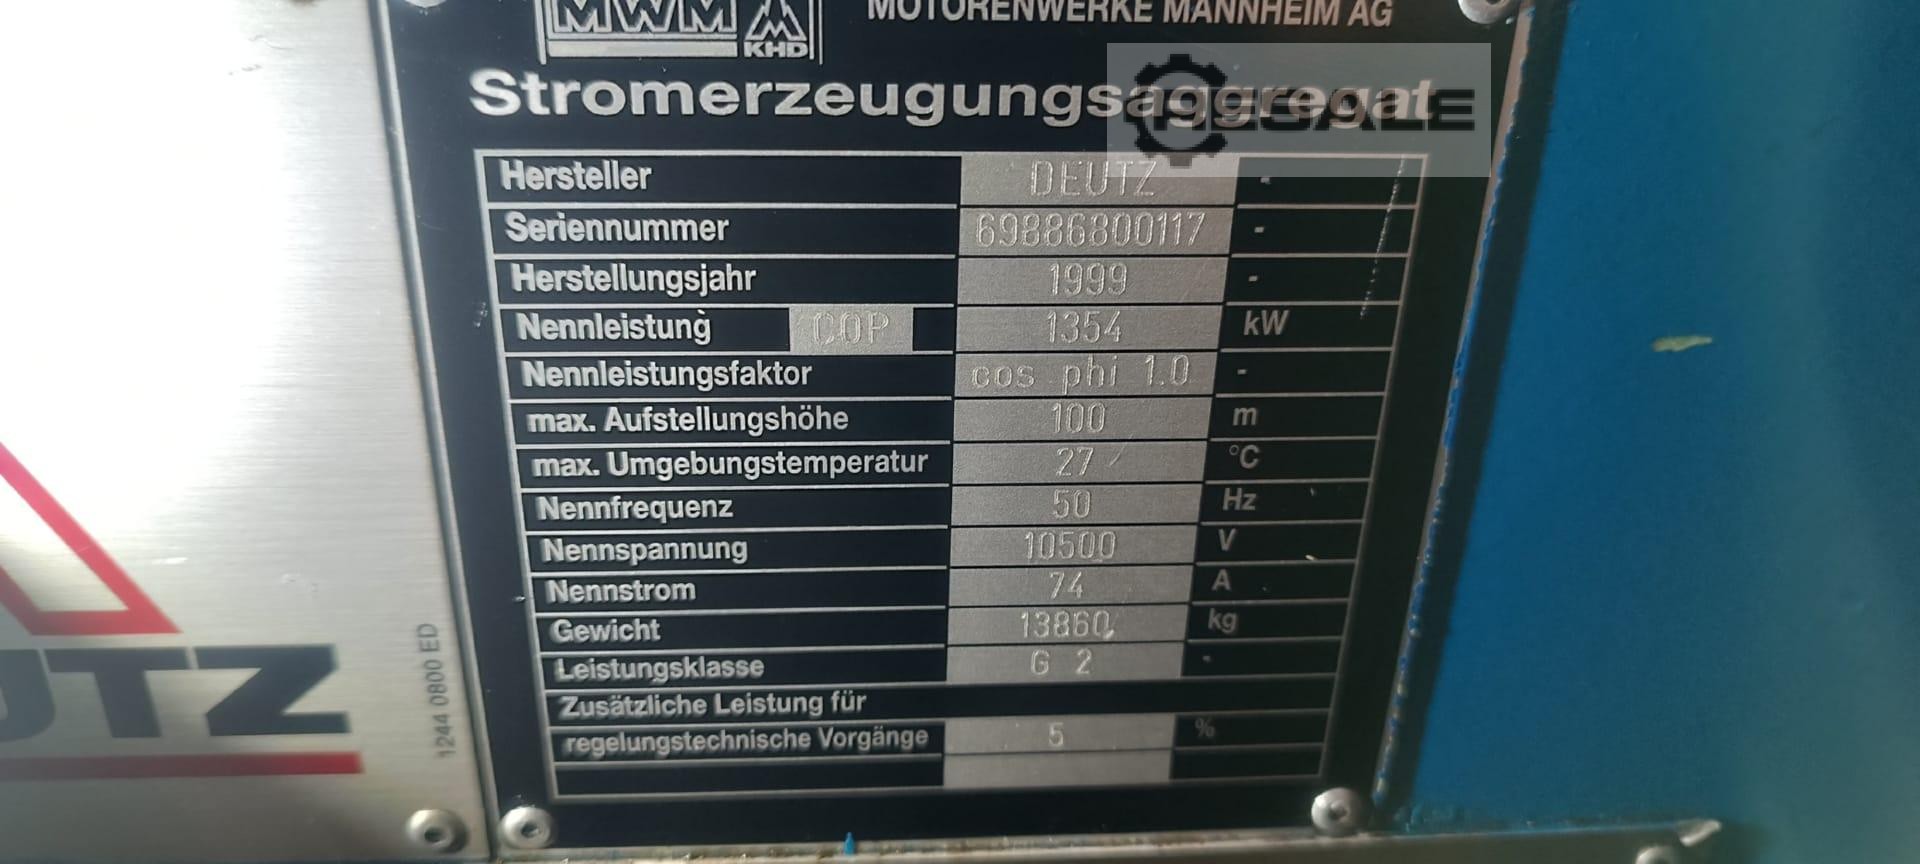 MWM KHD MOTORENWERKE MANNHEIM AG
Stromerzeugungsaggregat
RESALE
Hersteller DEUTZ -
Seriennummer 69886800117 -
Herstellungsjahr 1999 -
Nennleistung COP 1354 kW
Nennleistungsfaktor cos phi 1.0 -
max. Aufstellungshöhe 100 m
max. Umgebungstemperatur 27 °C
Nennfrequenz 50 Hz
Nennspannung 10500 V
Nennstrom 74 A
Gewicht 13860 kg
Leistungsklasse G 2 -
Zusätzliche Leistung für
regelungstechnische Vorgänge 5 %
1244 0800 ED
UTZ